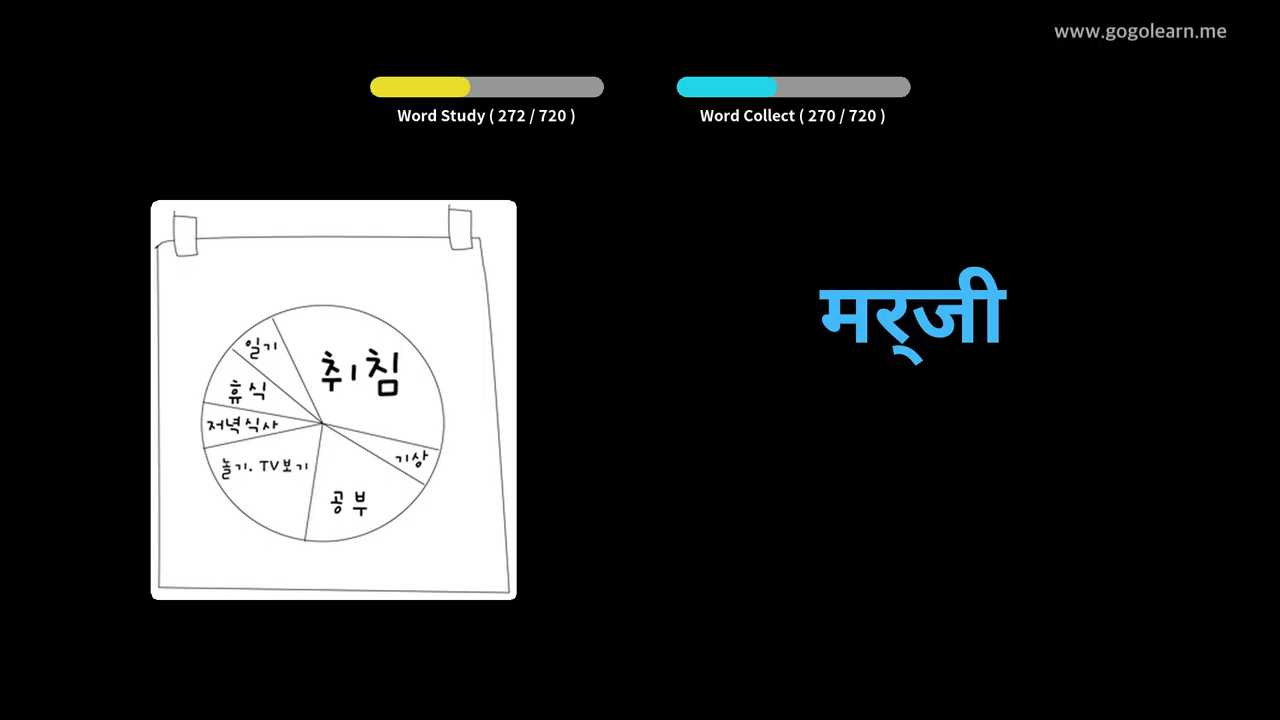 www.gogolearn.me
Word Study ( 272 / 720 )
Word Collect ( 270 / 720 )
일기
취침
휴식
저녁식사
기상
놀기. TV보기
공부
मर्‍जी